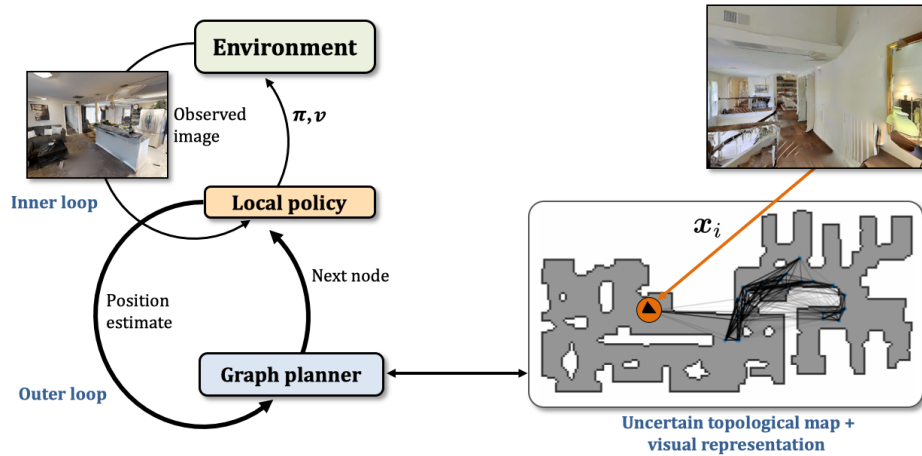 Environment
Observed
image
π, v
Inner loop
Local policy
Next node
Position
estimate
Outer loop
Graph planner
x_i
Uncertain topological map +
visual representation